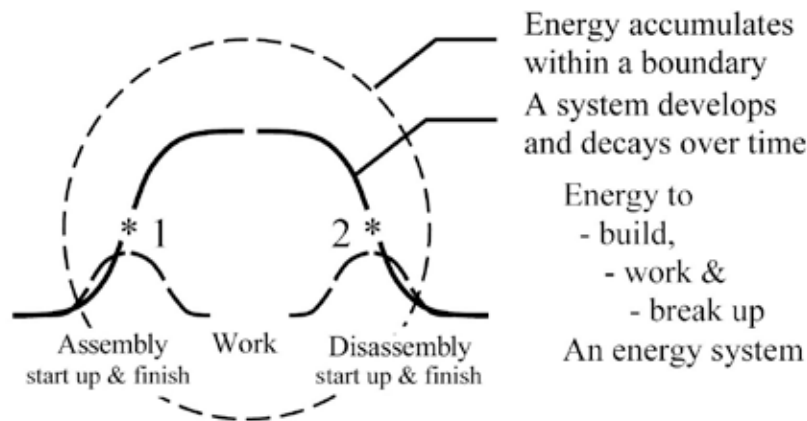 Energy accumulates
within a boundary
A system develops
and decays over time
Energy to
- build,
- work &
- break up
An energy system
* 1
2 *
Assembly
start up & finish
Work
Disassembly
start up & finish